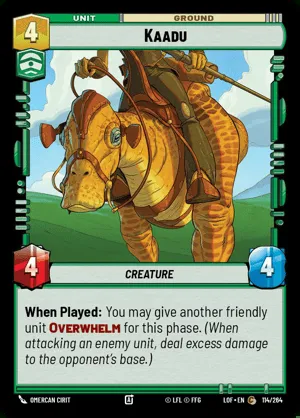 UNIT
GROUND
4
KAADU
4
4
CREATURE
When Played: You may give another friendly
unit OVERWHELM for this phase. (When
attacking an enemy unit, deal excess damage
to the opponent's base.)
OMERCAN CIRIT
© LFL © FFG
LOF • EN C 114/264